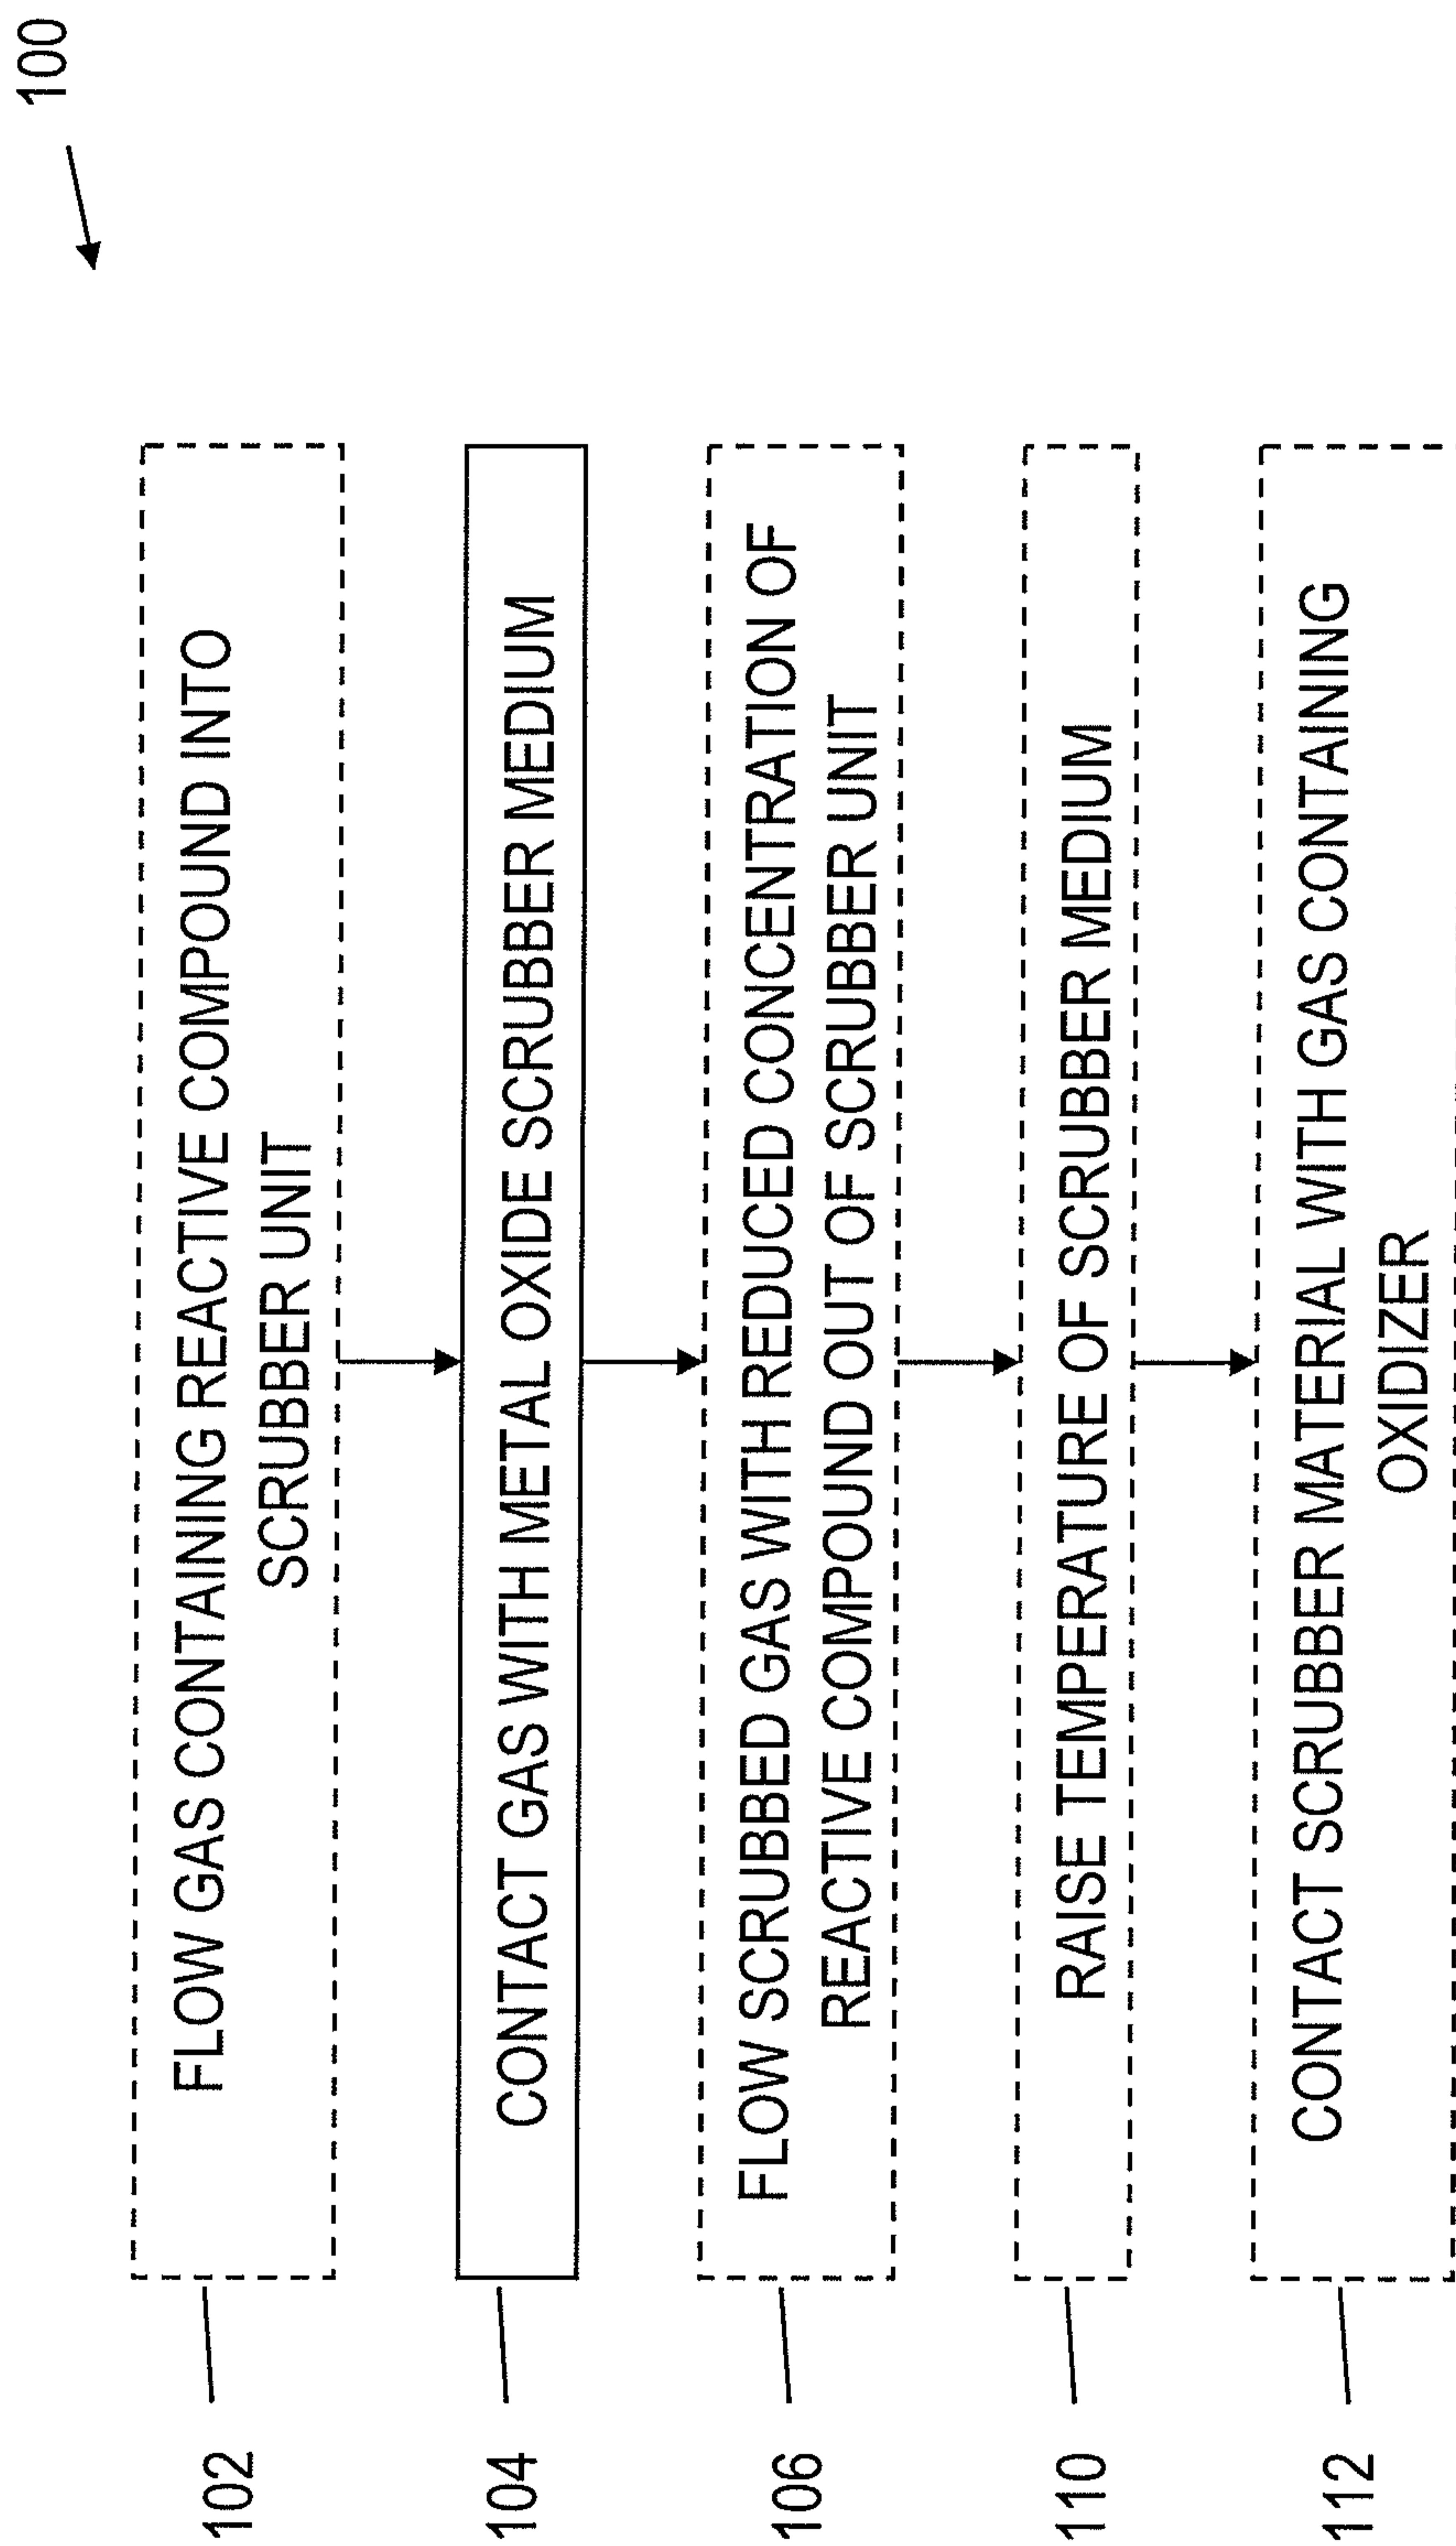 100
102
FLOW GAS CONTAINING REACTIVE COMPOUND INTO
SCRUBBER UNIT
104
CONTACT GAS WITH METAL OXIDE SCRUBBER MEDIUM
106
FLOW SCRUBBED GAS WITH REDUCED CONCENTRATION OF
REACTIVE COMPOUND OUT OF SCRUBBER UNIT
110
RAISE TEMPERATURE OF SCRUBBER MEDIUM
112
CONTACT SCRUBBER MATERIAL WITH GAS CONTAINING
OXIDIZER